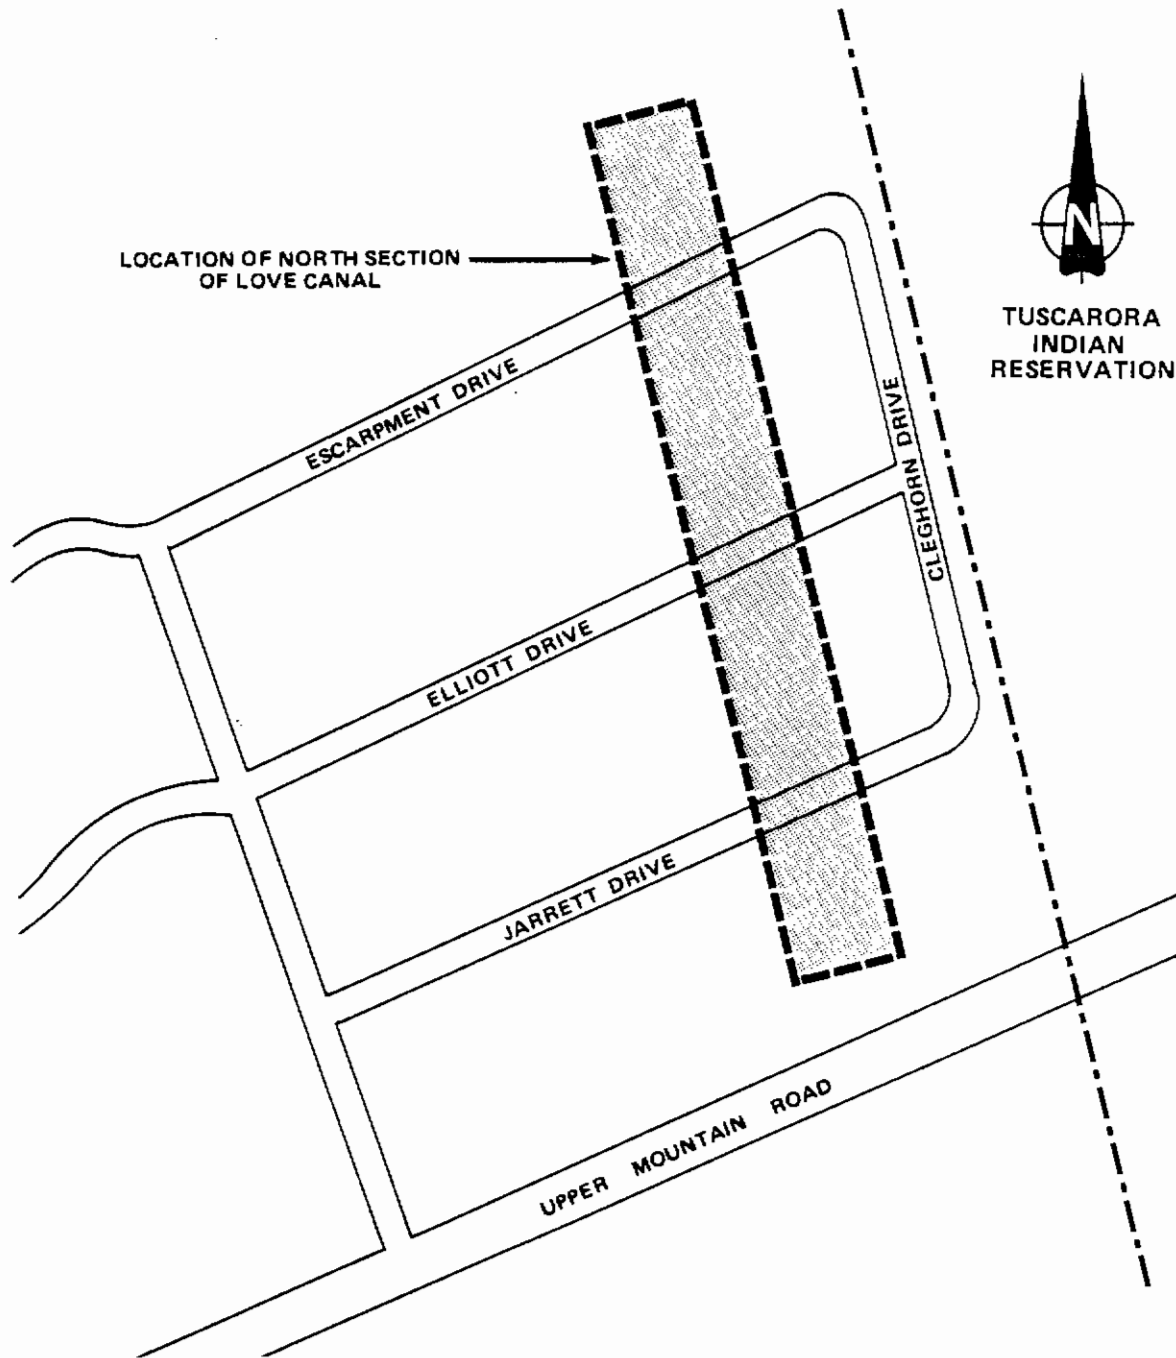 LOCATION OF NORTH SECTION
OF LOVE CANAL
N
TUSCARORA
INDIAN
RESERVATION
ESCARPMENT DRIVE
CLEGHORN DRIVE
ELLIOTT DRIVE
JARRETT DRIVE
UPPER MOUNTAIN ROAD